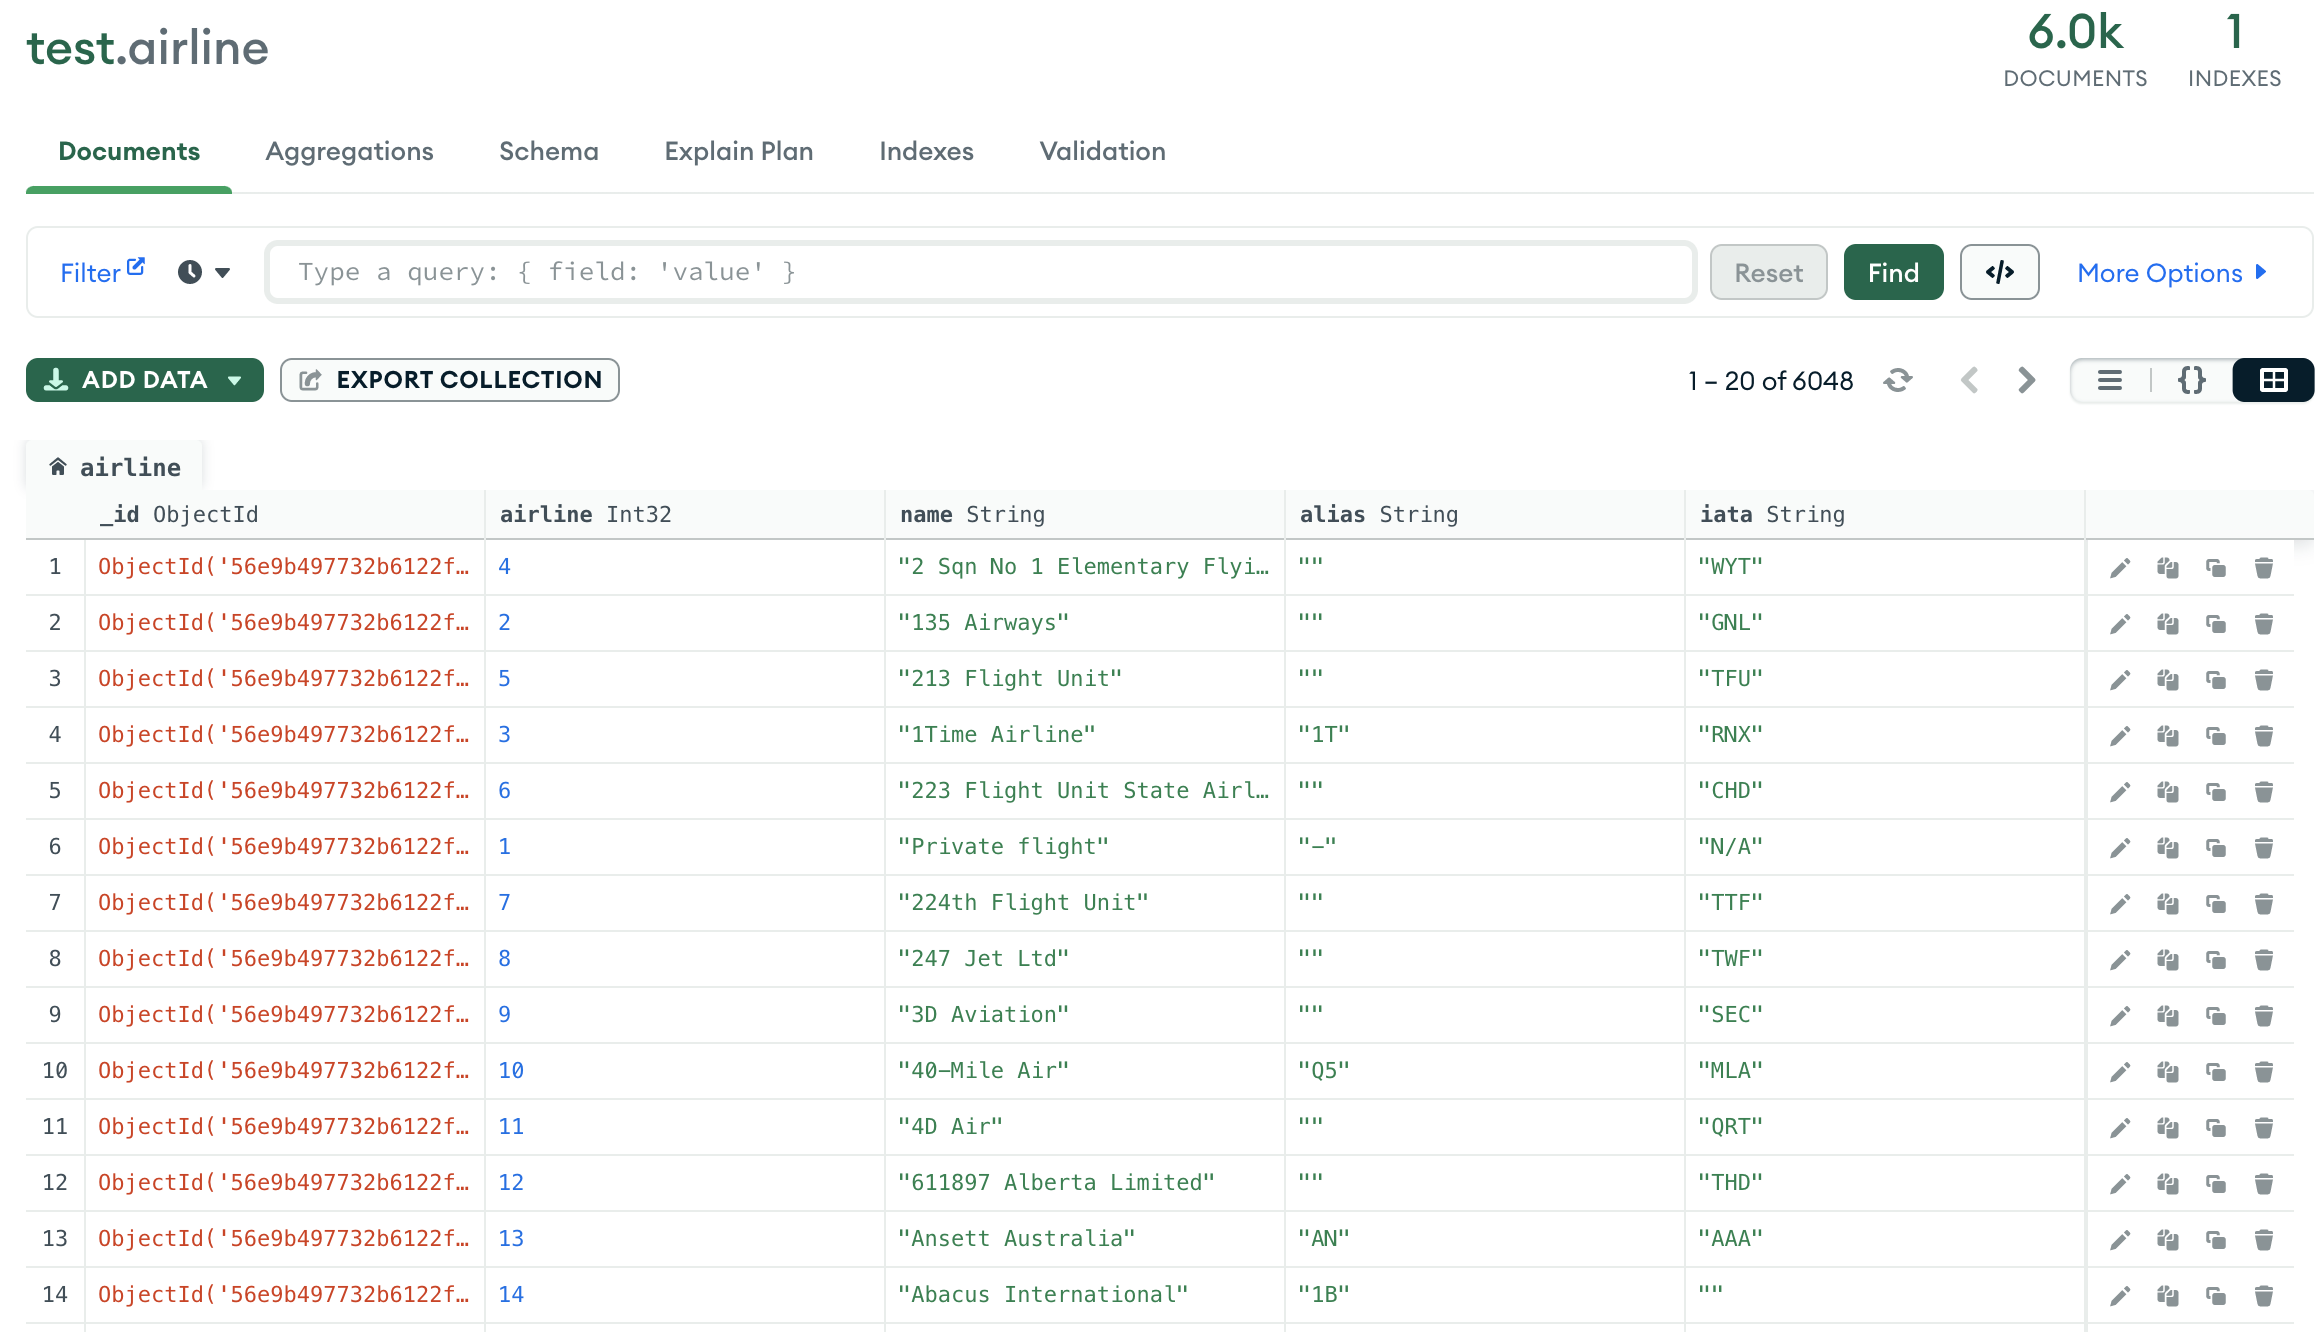 test.airline
6.0k 1
DOCUMENTS INDEXES
Documents Aggregations Schema Explain Plan Indexes Validation
Filter Type a query: { field: 'value' } Reset Find </> More Options
ADD DATA EXPORT COLLECTION 1 – 20 of 6048 {}
airline
_id ObjectId airline Int32 name String alias String iata String
1 ObjectId('56e9b497732b6122f… 4 "2 Sqn No 1 Elementary Flyi… "" "WYT"
2 ObjectId('56e9b497732b6122f… 2 "135 Airways" "" "GNL"
3 ObjectId('56e9b497732b6122f… 5 "213 Flight Unit" "" "TFU"
4 ObjectId('56e9b497732b6122f… 3 "1Time Airline" "1T" "RNX"
5 ObjectId('56e9b497732b6122f… 6 "223 Flight Unit State Airl… "" "CHD"
6 ObjectId('56e9b497732b6122f… 1 "Private flight" "-" "N/A"
7 ObjectId('56e9b497732b6122f… 7 "224th Flight Unit" "" "TTF"
8 ObjectId('56e9b497732b6122f… 8 "247 Jet Ltd" "" "TWF"
9 ObjectId('56e9b497732b6122f… 9 "3D Aviation" "" "SEC"
10 ObjectId('56e9b497732b6122f… 10 "40-Mile Air" "Q5" "MLA"
11 ObjectId('56e9b497732b6122f… 11 "4D Air" "" "QRT"
12 ObjectId('56e9b497732b6122f… 12 "611897 Alberta Limited" "" "THD"
13 ObjectId('56e9b497732b6122f… 13 "Ansett Australia" "AN" "AAA"
14 ObjectId('56e9b497732b6122f… 14 "Abacus International" "1B" ""